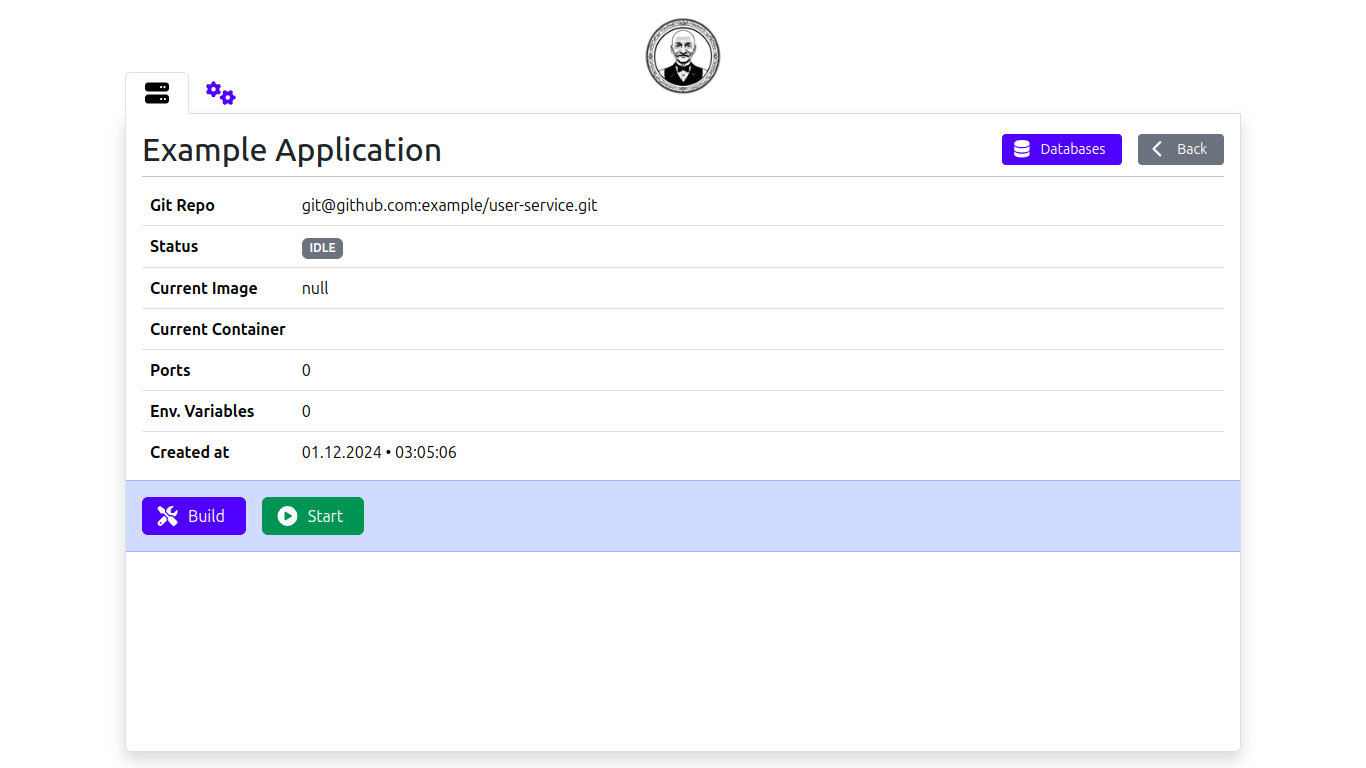 Example Application
Databases
Back
Git Repo git@github.com:example/user-service.git
Status IDLE
Current Image null
Current Container
Ports 0
Env. Variables 0
Created at 01.12.2024 • 03:05:06
Build
Start